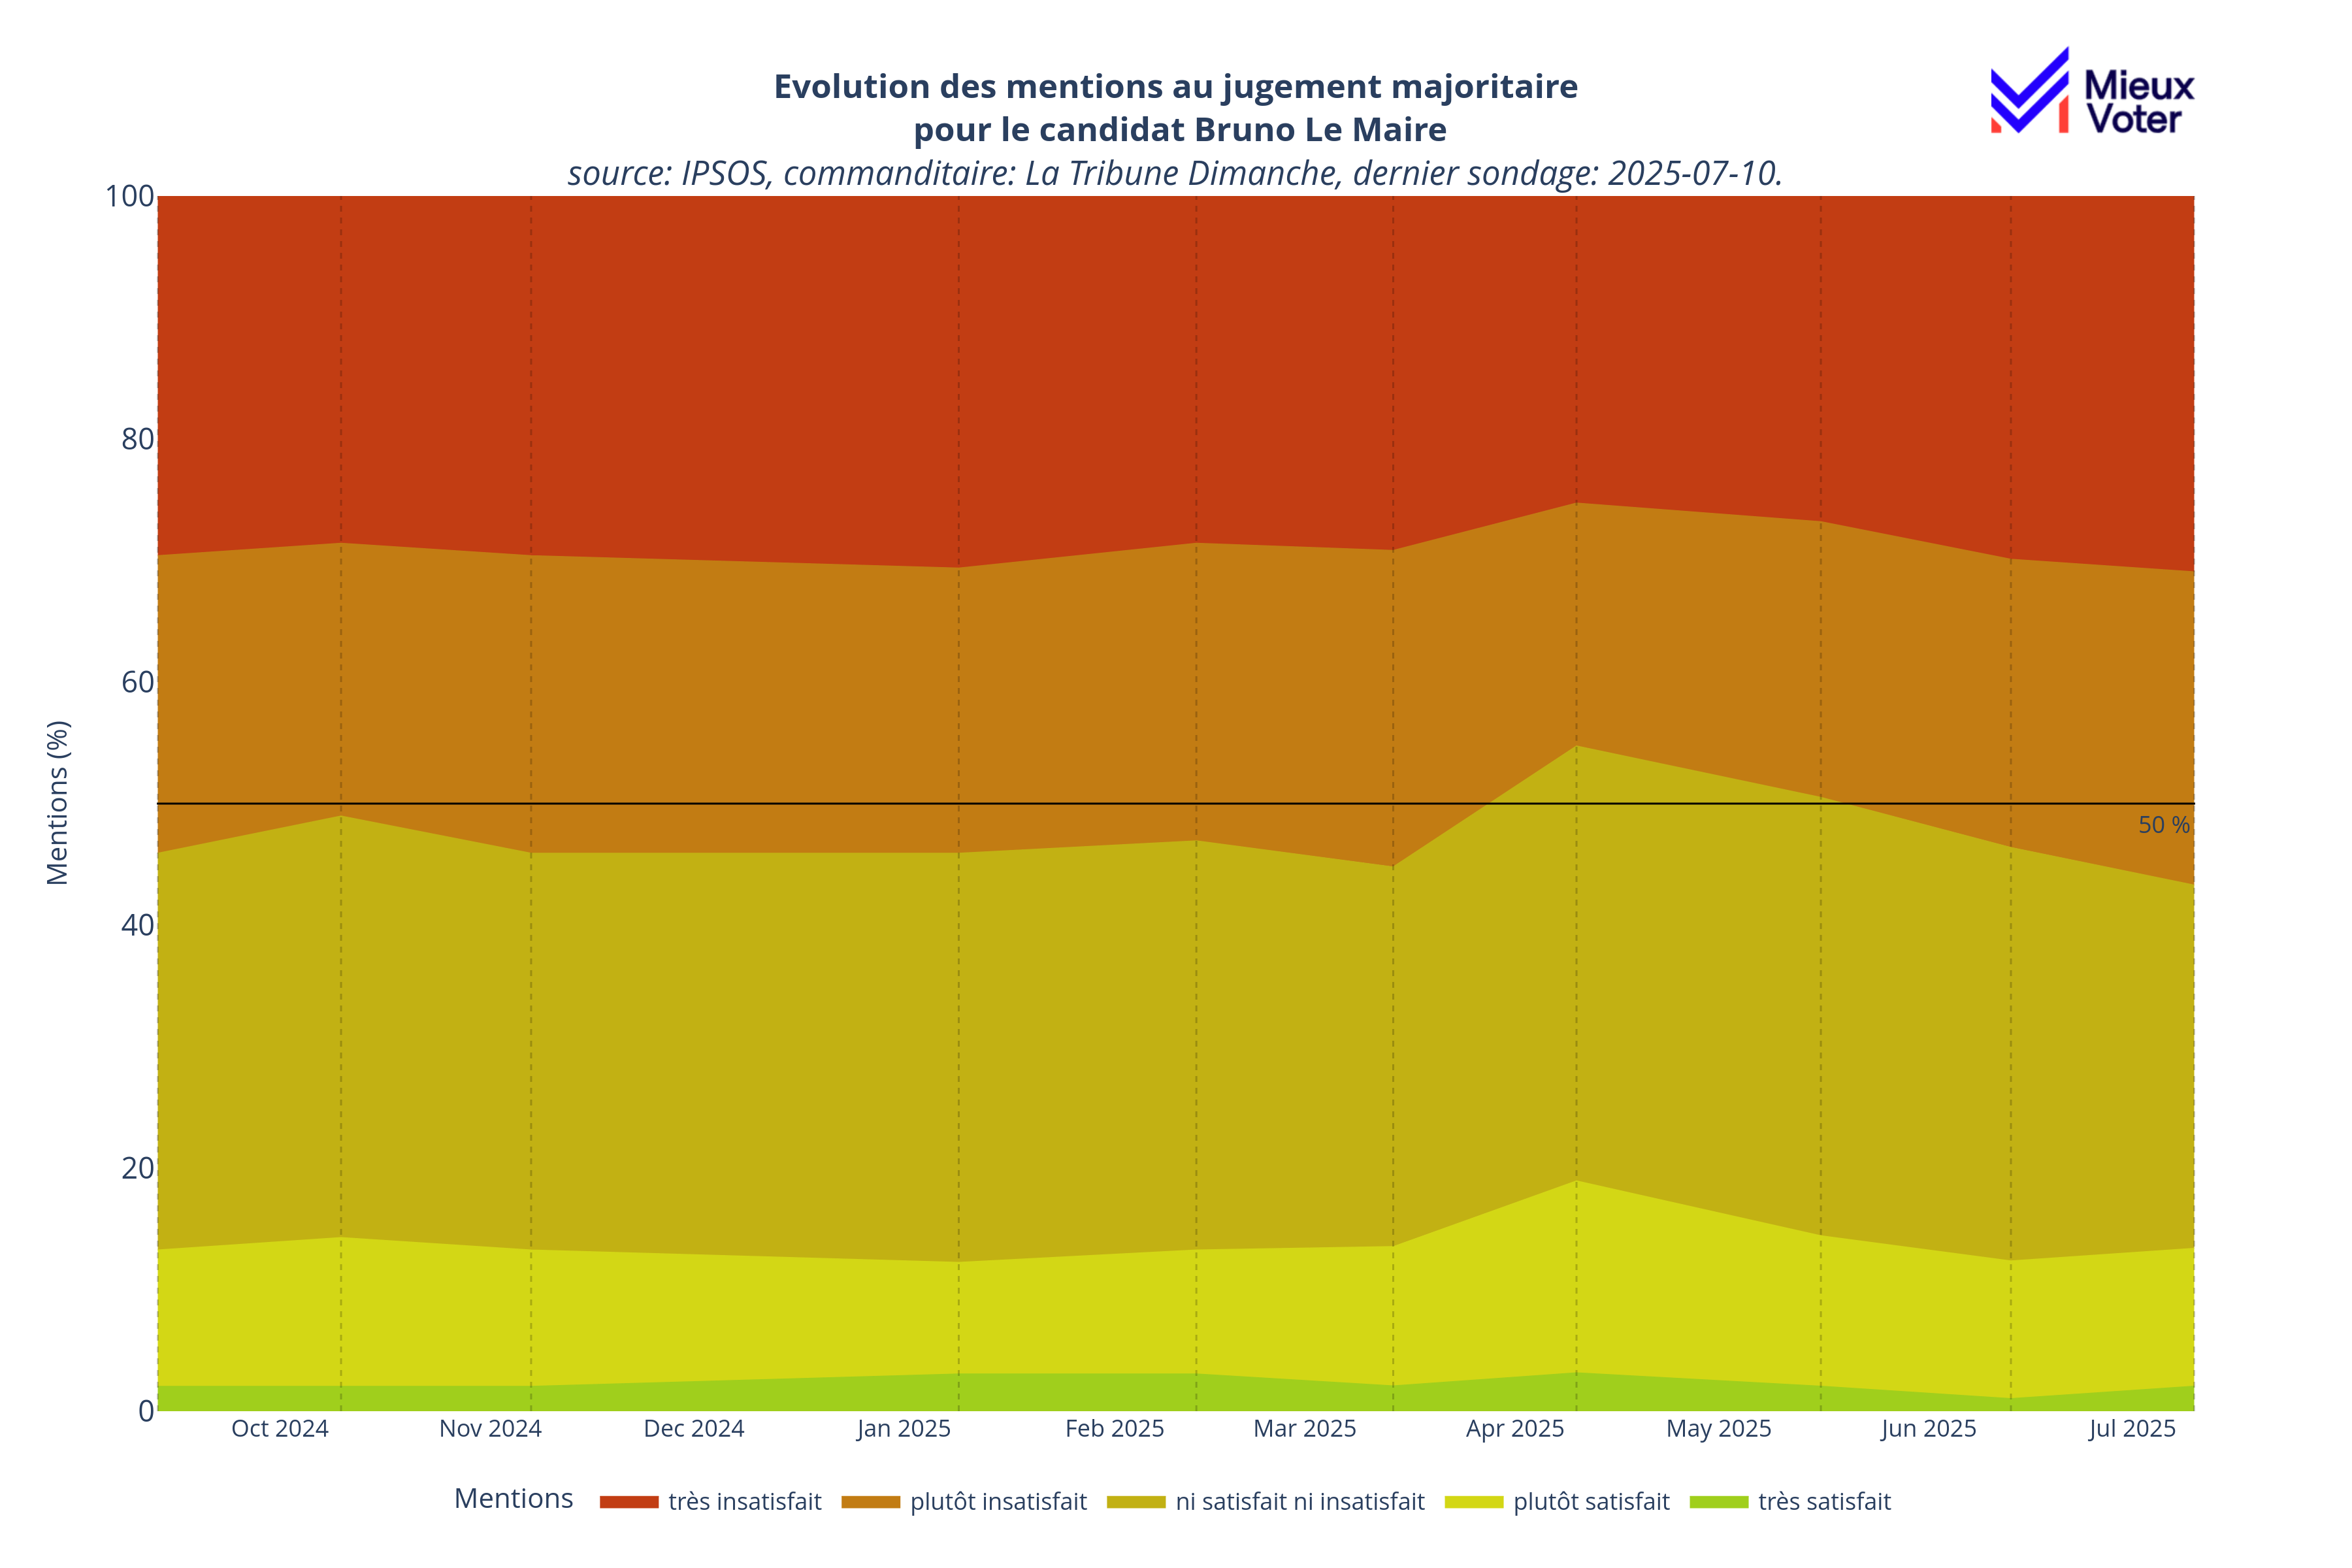 Evolution des mentions au jugement majoritaire
pour le candidat Bruno Le Maire
source: IPSOS, commanditaire: La Tribune Dimanche, dernier sondage: 2025-07-10.
Mieux
Voter
100
80
60
40
20
0
Mentions (%)
50 %
Oct 2024
Nov 2024
Dec 2024
Jan 2025
Feb 2025
Mar 2025
Apr 2025
May 2025
Jun 2025
Jul 2025
Mentions
très insatisfait
plutôt insatisfait
ni satisfait ni insatisfait
plutôt satisfait
très satisfait